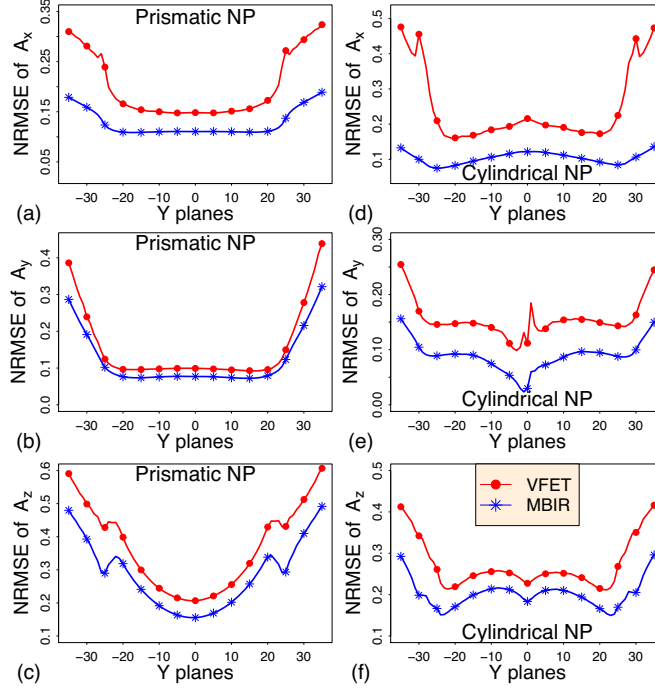 Prismatic NP
NRMSE of A_x
0.05 0.15 0.25 0.35
−30 −20 −10 0 10 20 30
(a) Y planes
Cylindrical NP
NRMSE of A_x
0.1 0.2 0.3 0.4 0.5
−30 −20 −10 0 10 20 30
(d) Y planes
Prismatic NP
NRMSE of A_y
0.0 0.1 0.2 0.3 0.4
−30 −20 −10 0 10 20 30
(b) Y planes
Cylindrical NP
NRMSE of A_y
0.00 0.10 0.20 0.30
−30 −20 −10 0 10 20 30
(e) Y planes
Prismatic NP
NRMSE of A_z
0.1 0.2 0.3 0.4 0.5 0.6
−30 −20 −10 0 10 20 30
(c) Y planes
VFET
MBIR
Cylindrical NP
NRMSE of A_z
0.1 0.2 0.3 0.4 0.5
−30 −20 −10 0 10 20 30
(f) Y planes